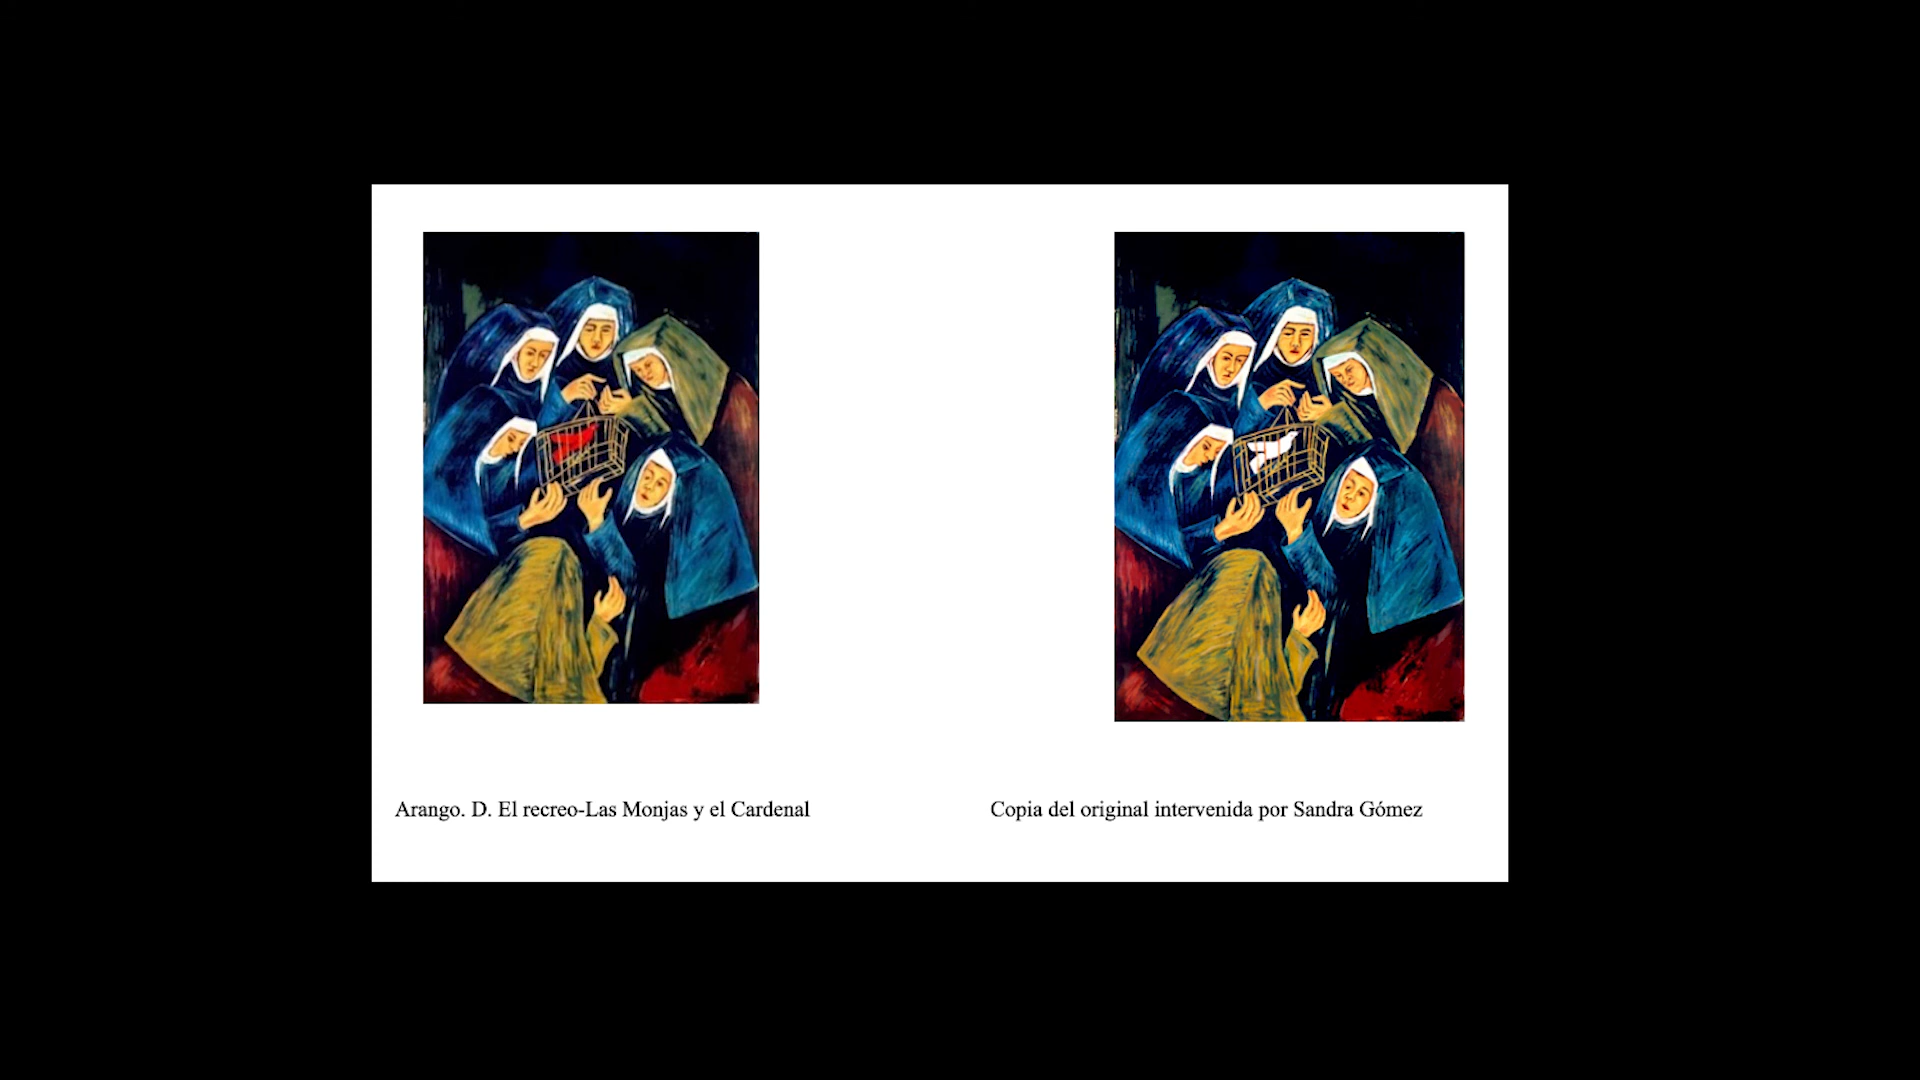 Arango. D. El recreo-Las Monjas y el Cardenal
Copia del original intervenida por Sandra Gómez